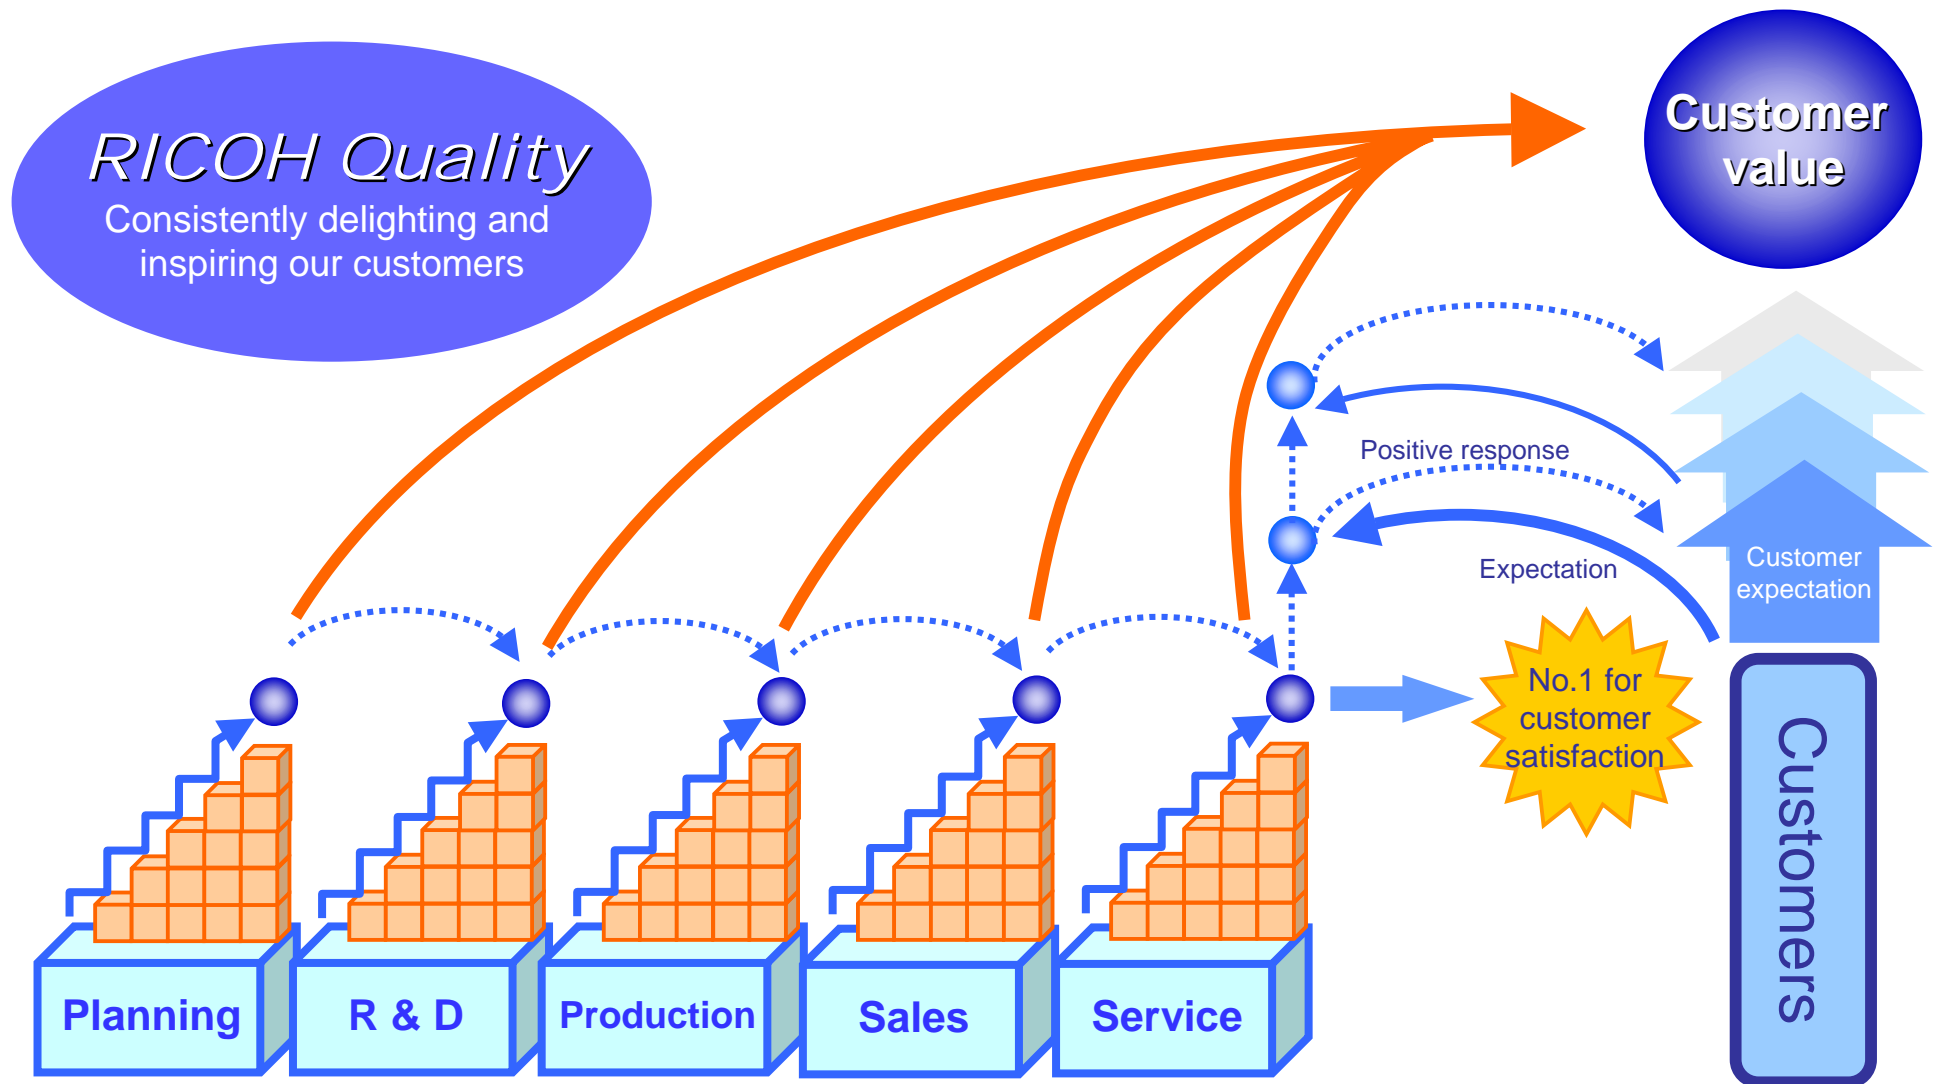 RICOH Quality
Consistently delighting and
inspiring our customers
Customer
value
Positive response
Expectation
Customer
expectation
No.1 for
customer
satisfaction
Customers
Planning
R & D
Production
Sales
Service